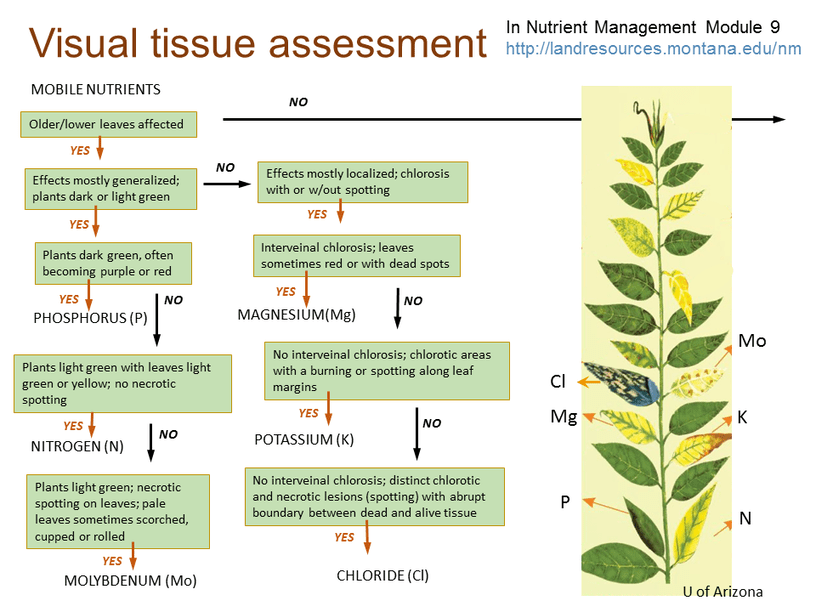 Visual tissue assessment
In Nutrient Management Module 9
http://landresources.montana.edu/nm
MOBILE NUTRIENTS
NO
Older/lower leaves affected
YES
Effects mostly generalized;
plants dark or light green
NO
Effects mostly localized; chlorosis
with or w/out spotting
YES
YES
Plants dark green, often
becoming purple or red
Interveinal chlorosis; leaves
sometimes red or with dead spots
YES
NO
PHOSPHORUS (P)
YES
NO
MAGNESIUM(Mg)
Plants light green with leaves light
green or yellow; no necrotic
spotting
No interveinal chlorosis; chlorotic areas
with a burning or spotting along leaf
margins
YES
NO
NITROGEN (N)
YES
NO
POTASSIUM (K)
Plants light green; necrotic
spotting on leaves; pale
leaves sometimes scorched,
cupped or rolled
No interveinal chlorosis; distinct chlorotic
and necrotic lesions (spotting) with abrupt
boundary between dead and alive tissue
YES
MOLYBDENUM (Mo)
YES
CHLORIDE (Cl)
Mo
Cl
Mg
K
P
N
U of Arizona